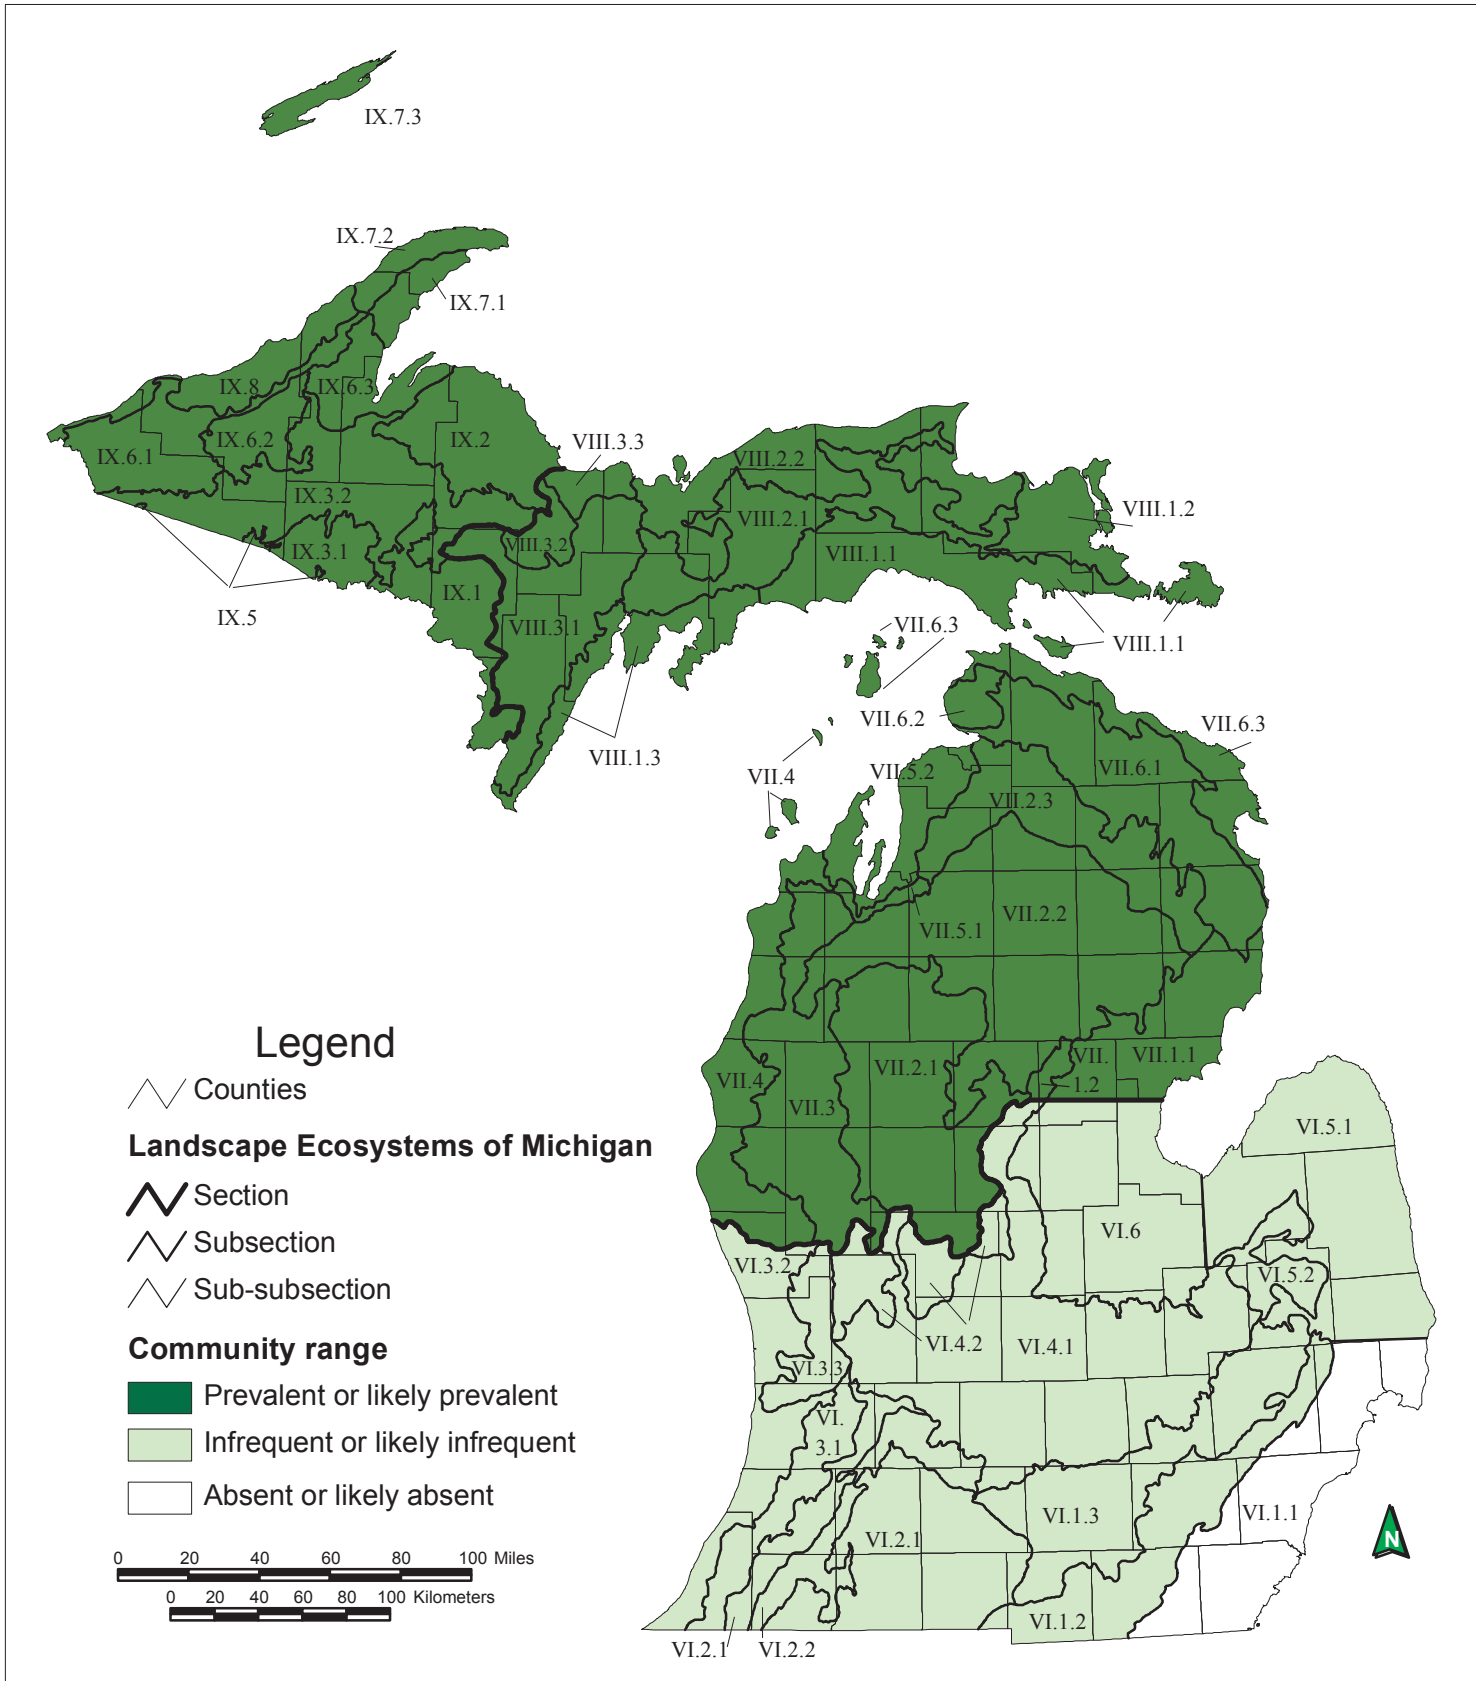 IX.7.3
IX.7.2
IX.7.1
IX.8
IX.6.3
IX.6.2
IX.6.1
IX.2
VIII.3.3
VIII.2.2
IX.3.2
VIII.2.1
VIII.1.2
IX.3.1
VIII.3.2
VIII.1.1
IX.1
IX.5
VIII.3.1
VII.6.3
VIII.1.1
VII.6.2
VII.6.3
VIII.1.3
VII.4
VII.5.2
VII.6.1
VII.2.3
VII.2.2
VII.5.1
VII.4
VII.3
VII.2.1
VII.
1.2
VII.1.1
VI.5.1
VI.6
VI.3.2
VI.5.2
VI.4.2
VI.4.1
VI.3.3
VI.
3.1
VI.2.1
VI.1.3
VI.1.1
VI.1.2
VI.2.1
VI.2.2
Legend
Counties
Landscape Ecosystems of Michigan
Section
Subsection
Sub-subsection
Community range
Prevalent or likely prevalent
Infrequent or likely infrequent
Absent or likely absent
0 20 40 60 80 100 Miles
0 20 40 60 80 100 Kilometers
N